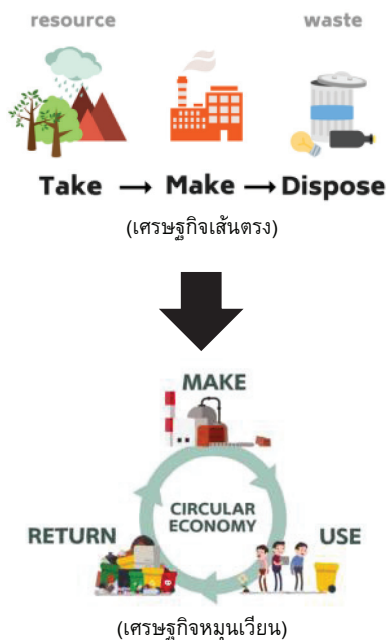 resource waste
Take → Make → Dispose
(เศรษฐกิจเส้นตรง)
MAKE
CIRCULAR
ECONOMY
RETURN USE
(เศรษฐกิจหมุนเวียน)